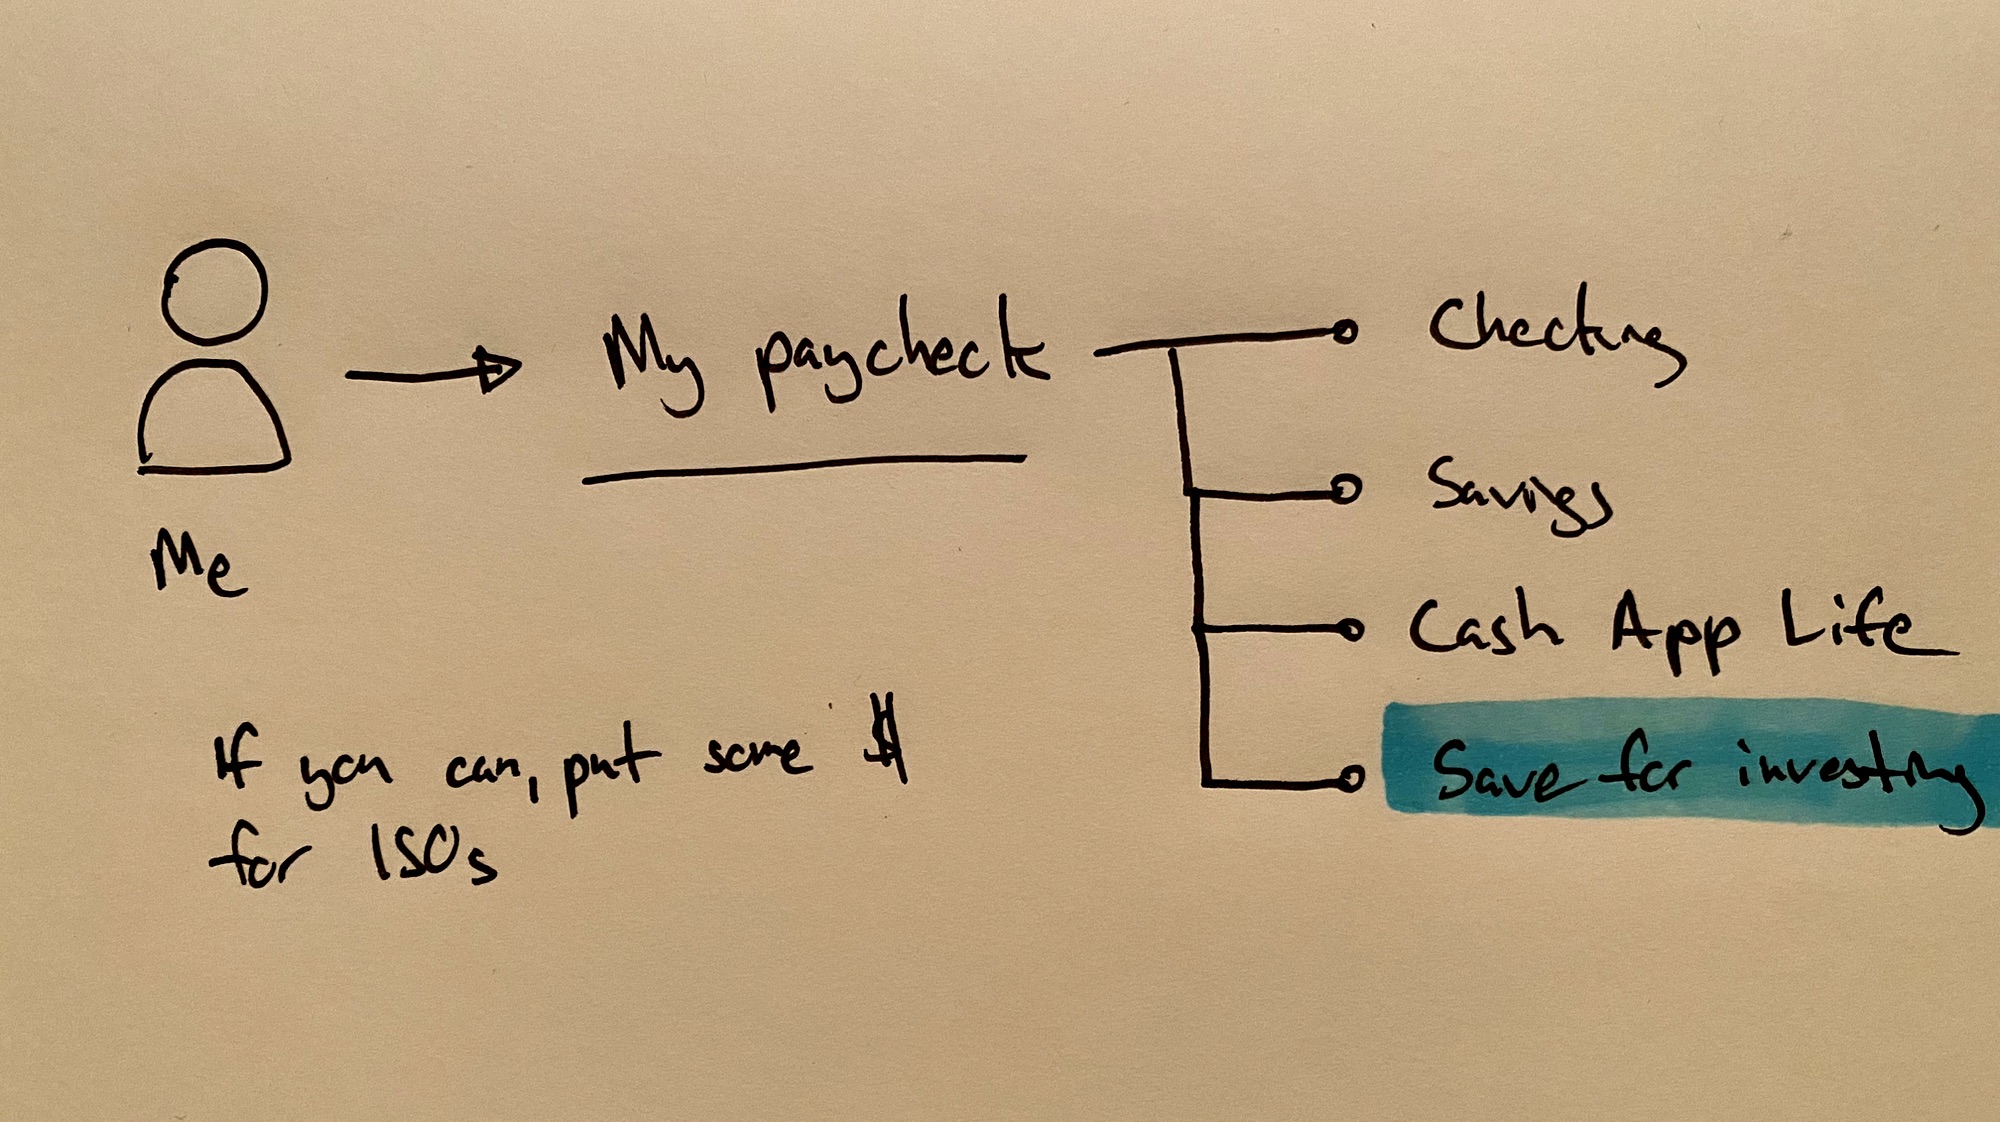 Me
My paycheck
Checking
Savings
Cash App Life
Save for investing
If you can, put some $
for ISOs